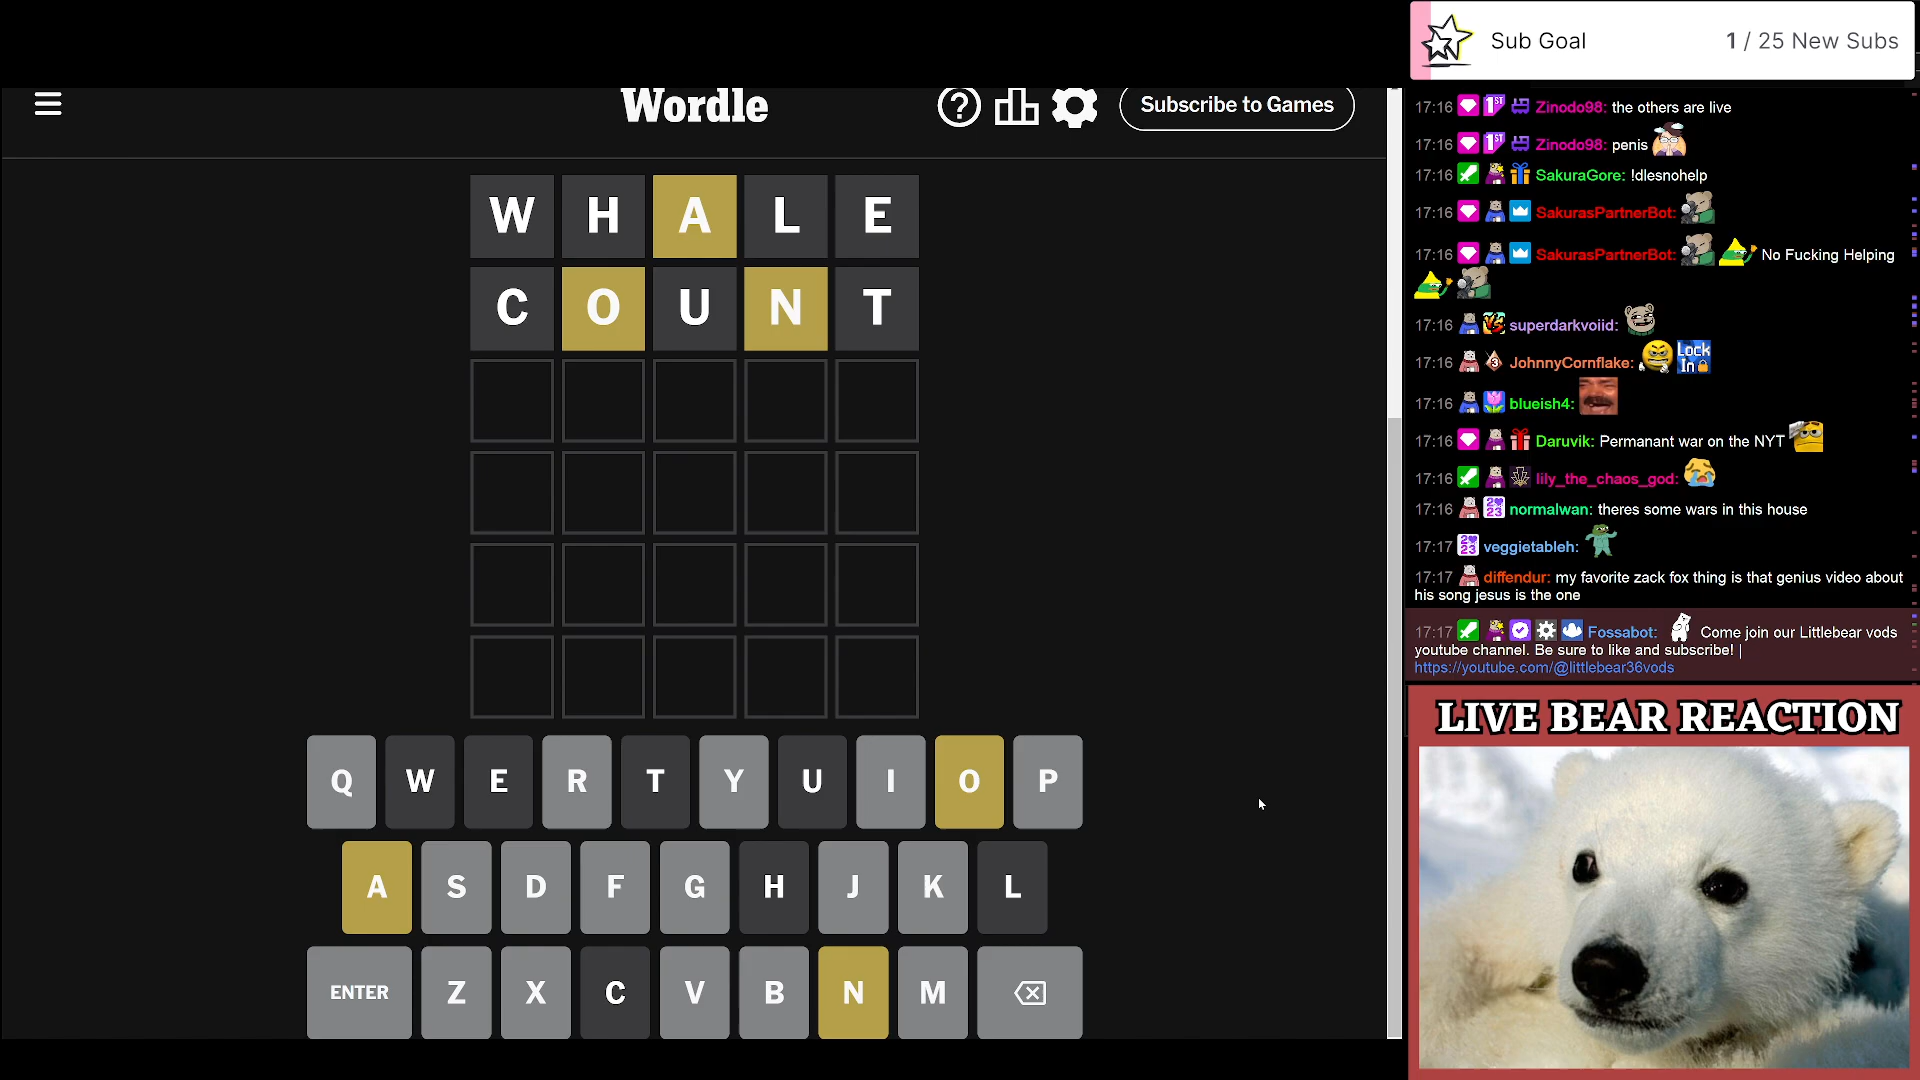 Sub Goal 1 / 25 New Subs
Wordle
Subscribe to Games
W H A L E
C O U N T
Q W E R T Y U I O P
A S D F G H J K L
ENTER Z X C V B N M
17:16 1ST Zinodo98: the others are live
17:16 1ST Zinodo98: penis
17:16 SakuraGore: !dlesnohelp
17:16 SakurasPartnerBot:
17:16 SakurasPartnerBot: No Fucking Helping
17:16 superdarkvoiid:
17:16 3 JohnnyCornflake: Lock In
17:16 blueish4:
17:16 Daruvik: Permanant war on the NYT
17:16 lily_the_chaos_god:
17:16 2023 normalwan: theres some wars in this house
17:17 2023 veggietableh:
17:17 diffendur: my favorite zack fox thing is that genius video about
his song jesus is the one
17:17 Fossabot: Come join our Littlebear vods
youtube channel. Be sure to like and subscribe! |
https://youtube.com/@littlebear36vods
LIVE BEAR REACTION